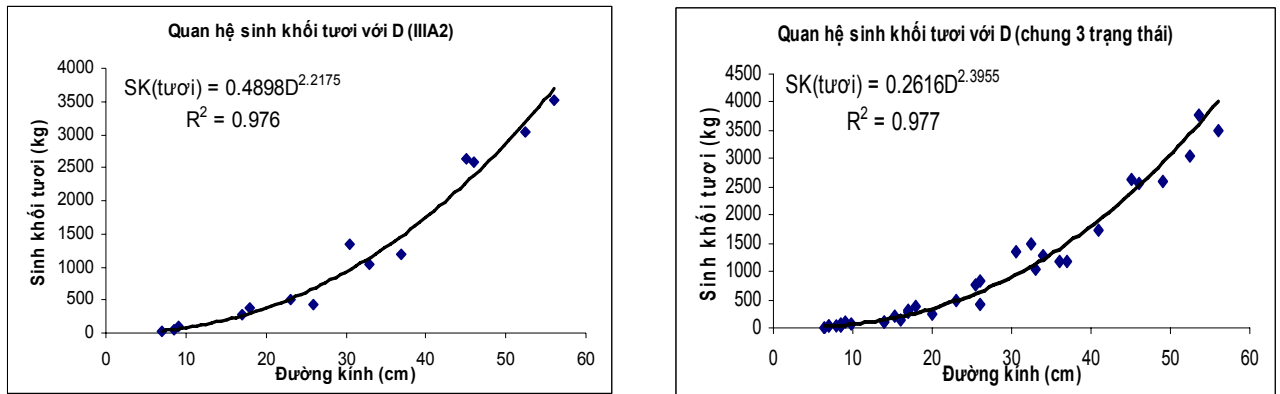 Quan hệ sinh khối tươi với D (IIIA2)
SK(tươi) = 0.4898D^2.2175
R^2 = 0.976
Sinh khối tươi (kg)
4000
3500
3000
2500
2000
1500
1000
500
0
0 10 20 30 40 50 60
Đường kính (cm)
Quan hệ sinh khối tươi với D (chung 3 trạng thái)
SK(tươi) = 0.2616D^2.3955
R^2 = 0.977
Sinh khối tươi (kg)
4500
4000
3500
3000
2500
2000
1500
1000
500
0
0 10 20 30 40 50 60
Đường kính (cm)